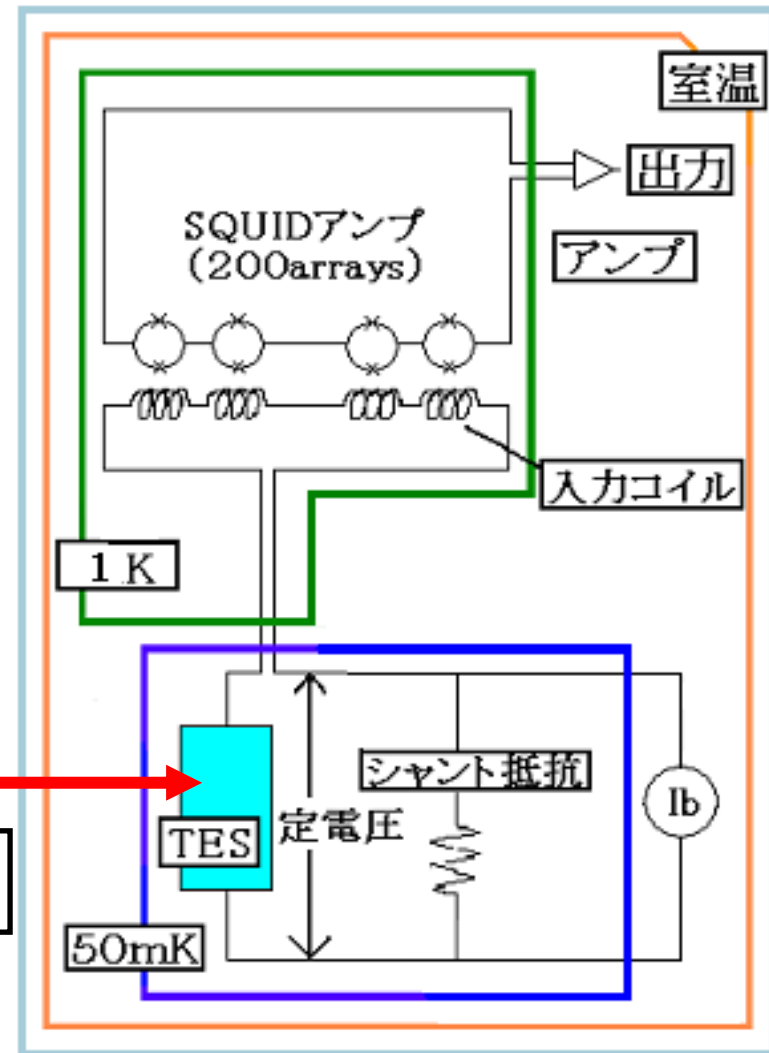 室温
出力
SQUIDアンプ
(200arrays)
アンプ
入力コイル
1 K
シャント抵抗
Ib
TES
定電圧
50mK